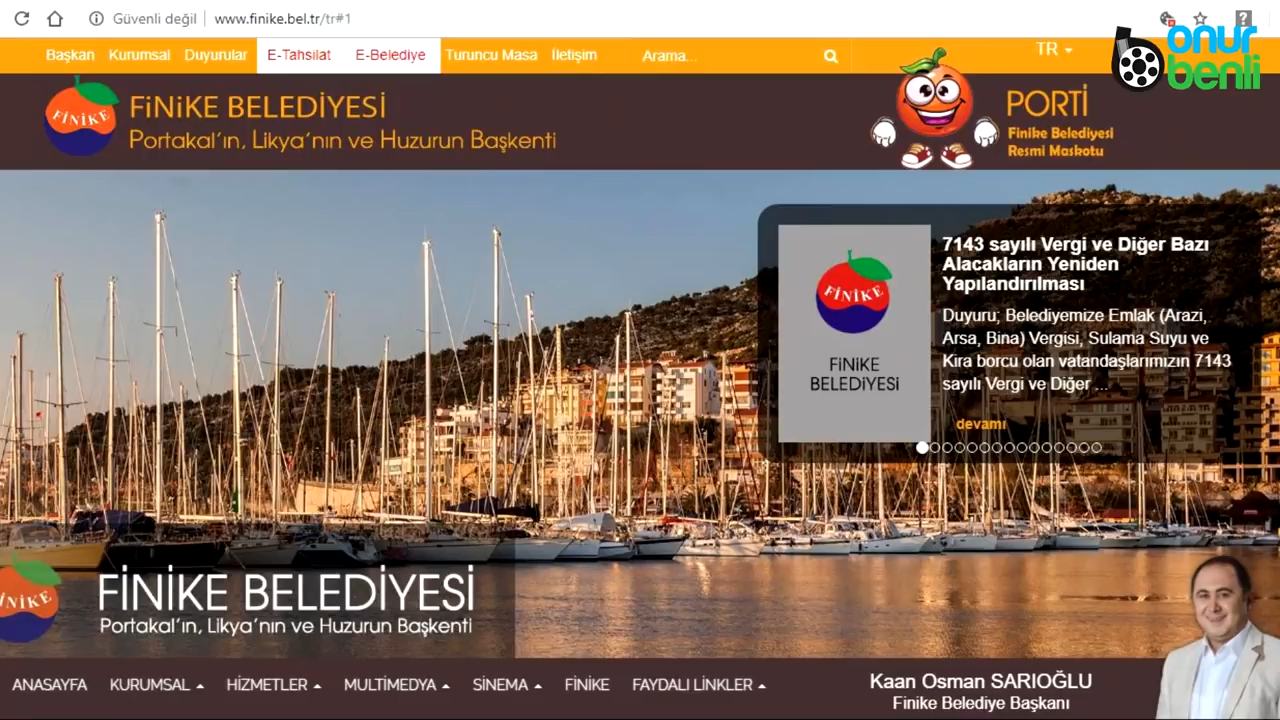 Güvenli değil
www.finike.bel.tr/tr#1
Başkan Kurumsal Duyurular E-Tahsilat E-Belediye Turuncu Masa İletişim Arama... TR
onur
benli
FİNİKE
FiNiKE BELEDİYESİ
Portakal'ın, Likya'nın ve Huzurun Başkenti
PORTİ
Finike Belediyesi
Resmi Maskotu
FİNİKE
FiNiKE
BELEDİYESİ
7143 sayılı Vergi ve Diğer Bazı
Alacakların Yeniden
Yapılandırılması
Duyuru; Belediyemize Emlak (Arazi,
Arsa, Bina) Vergisi, Sulama Suyu ve
Kira borcu olan vatandaşlarımızın 7143
sayılı Vergi ve Diğer ...
devamı
FİNİKE BELEDİYESİ
Portakal'ın, Likya'nın ve Huzurun Başkenti
ANASAYFA KURUMSAL HİZMETLER MULTİMEDYA SİNEMA FİNİKE FAYDALI LİNKLER
Kaan Osman SARIOĞLU
Finike Belediye Başkanı